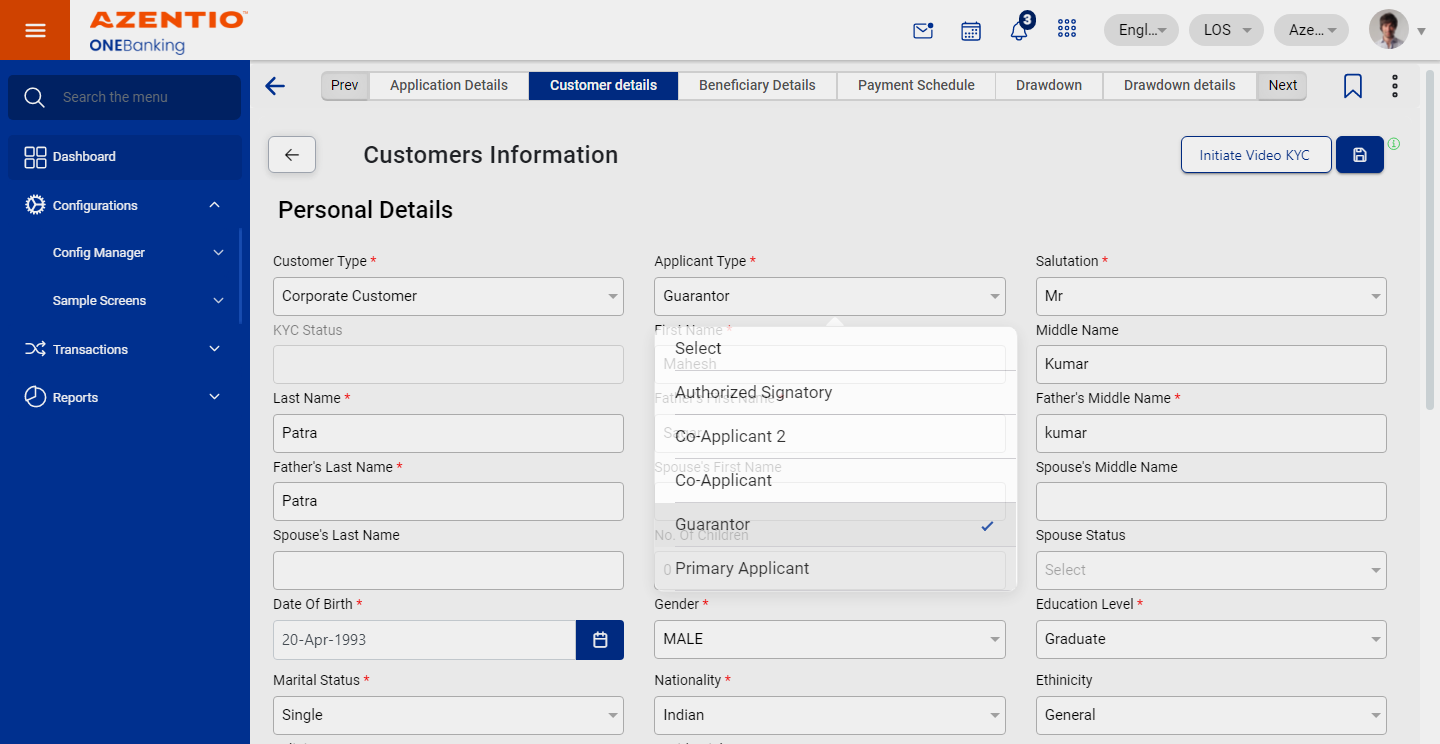 AZENTIO™
ONEBanking
3
Engl...
LOS
Aze...
Search the menu
Dashboard
Configurations
Config Manager
Sample Screens
Transactions
Reports
Prev
Application Details
Customer details
Beneficiary Details
Payment Schedule
Drawdown
Drawdown details
Next
Customers Information
Initiate Video KYC
Personal Details
Customer Type *
Applicant Type *
Salutation *
Corporate Customer
Guarantor
Mr
KYC Status
First Name *
Middle Name
Select
Mahesh
Kumar
Authorized Signatory
Last Name *
Father's First Name
Father's Middle Name *
Patra
kumar
Co-Applicant 2
Father's Last Name *
Spouse's First Name
Spouse's Middle Name
Co-Applicant
Patra
Guarantor
Spouse's Last Name
No. Of Children
Spouse Status
0
Primary Applicant
Select
Date Of Birth *
Gender *
Education Level *
20-Apr-1993
MALE
Graduate
Marital Status *
Nationality *
Ethinicity
Single
Indian
General